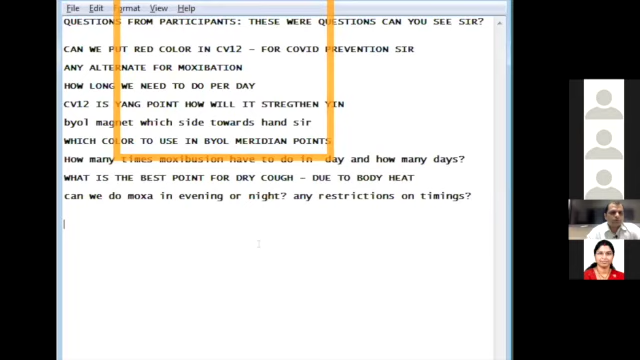 File Edit Format View Help
QUESTIONS FROM PARTICIPANTS: THESE WERE QUESTIONS CAN YOU SEE SIR?
CAN WE PUT RED COLOR IN CV12 – FOR COVID PREVENTION SIR
ANY ALTERNATE FOR MOXIBATION
HOW LONG WE NEED TO DO PER DAY
CV12 IS YANG POINT HOW WILL IT STREGTHEN YIN
byol magnet which side towards hand sir
WHICH COLOR TO USE IN BYOL MERIDIAN POINTS
How many times moxibusion have to do in day and how many days?
WHAT IS THE BEST POINT FOR DRY COUGH – DUE TO BODY HEAT
can we do moxa in evening or night? any restrictions on timings?